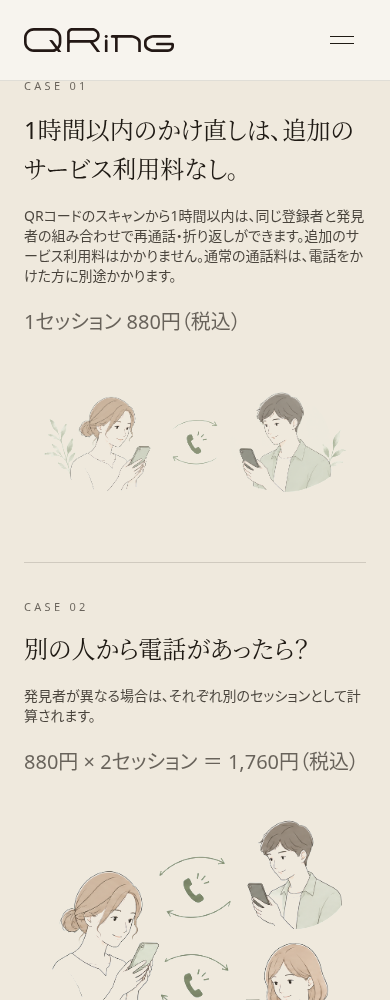 QRing
CASE 01
1時間以内のかけ直しは、追加の
サービス利用料なし。
QRコードのスキャンから1時間以内は、同じ登録者と発見
者の組み合わせで再通話・折り返しができます。追加のサ
ービス利用料はかかりません。通常の通話料は、電話をか
けた方に別途かかります。
1セッション 880円（税込）
CASE 02
別の人から電話があったら？
発見者が異なる場合は、それぞれ別のセッションとして計
算されます。
880円 × 2セッション ＝ 1,760円（税込）